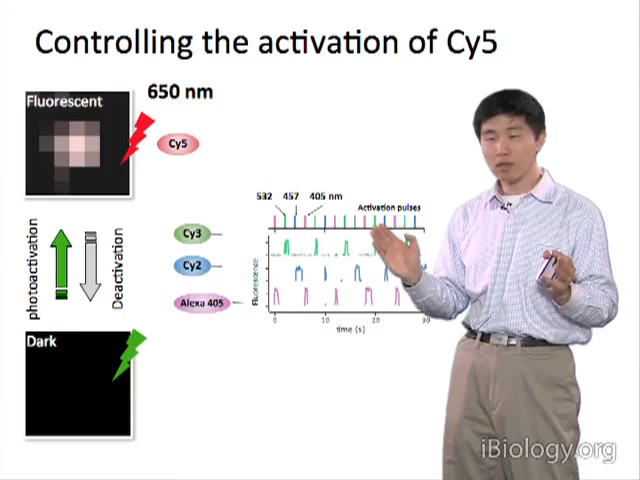 Controlling the activation of Cy5
Fluorescent
650 nm
Cy5
532 457 405 nm
Activation pulses
photoactivation
Deactivation
Cy3
Cy2
Alexa 405
Fluorescence
0 10 20 30
time (s)
Dark
iBiology.org